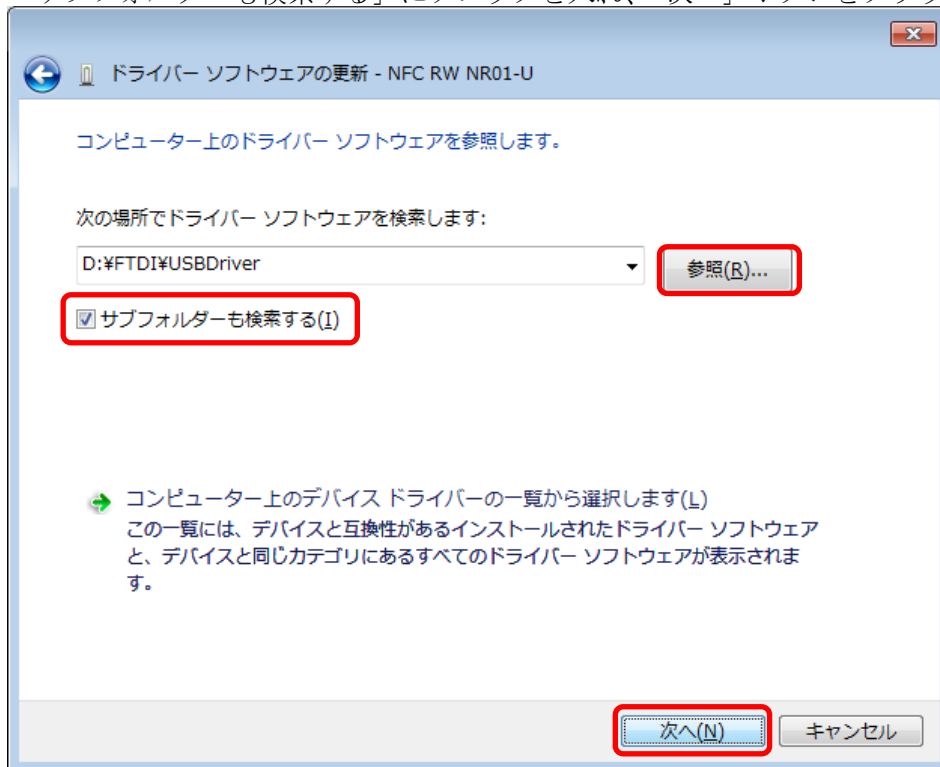 ドライバー ソフトウェアの更新 - NFC RW NR01-U
コンピューター上のドライバー ソフトウェアを参照します。
次の場所でドライバー ソフトウェアを検索します:
D:¥FTDI¥USBDriver
参照(R)...
サブフォルダーも検索する(I)
コンピューター上のデバイス ドライバーの一覧から選択します(L)
この一覧には、デバイスと互換性があるインストールされたドライバー ソフトウェア
と、デバイスと同じカテゴリにあるすべてのドライバー ソフトウェアが表示されま
す。
次へ(N)
キャンセル